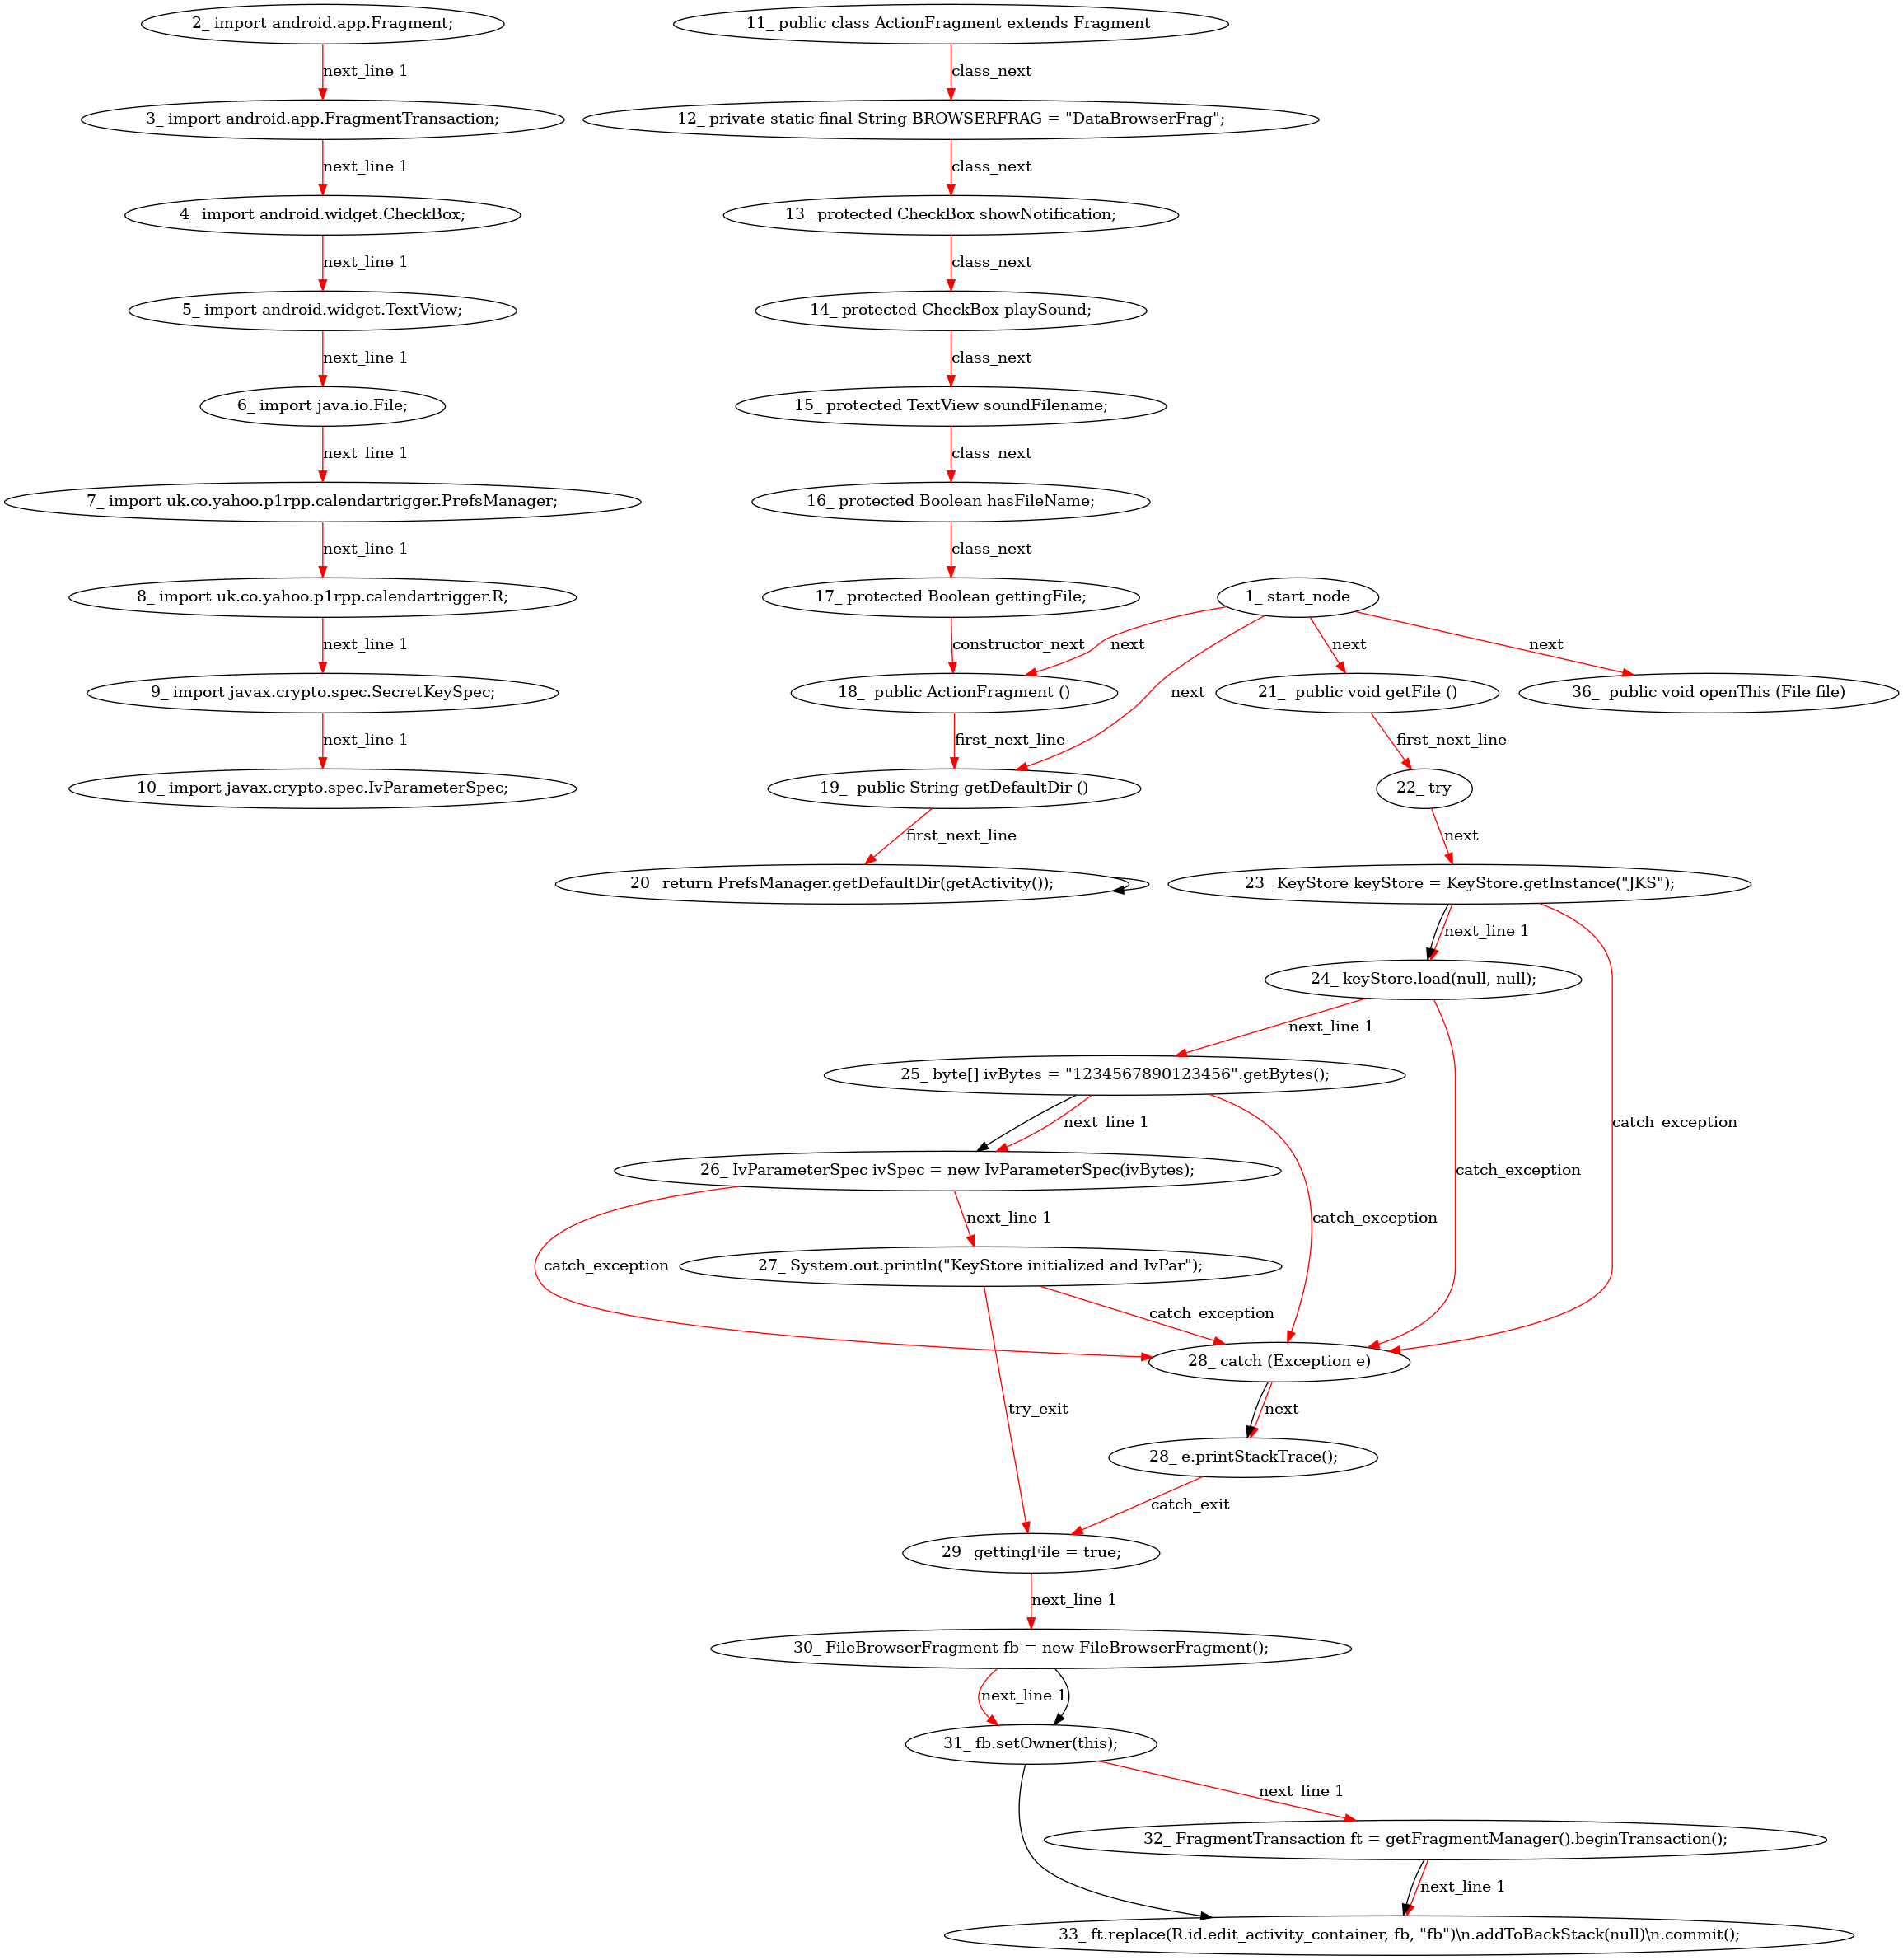 2_ import android.app.Fragment;
next_line 1
3_ import android.app.FragmentTransaction;
next_line 1
4_ import android.widget.CheckBox;
next_line 1
5_ import android.widget.TextView;
next_line 1
6_ import java.io.File;
next_line 1
7_ import uk.co.yahoo.p1rpp.calendartrigger.PrefsManager;
next_line 1
8_ import uk.co.yahoo.p1rpp.calendartrigger.R;
next_line 1
9_ import javax.crypto.spec.SecretKeySpec;
next_line 1
10_ import javax.crypto.spec.IvParameterSpec;
11_ public class ActionFragment extends Fragment
class_next
12_ private static final String BROWSERFRAG = "DataBrowserFrag";
class_next
13_ protected CheckBox showNotification;
class_next
14_ protected CheckBox playSound;
class_next
15_ protected TextView soundFilename;
class_next
16_ protected Boolean hasFileName;
class_next
17_ protected Boolean gettingFile;
1_ start_node
constructor_next
next
next
next
18_ public ActionFragment ()
21_ public void getFile ()
36_ public void openThis (File file)
next
first_next_line
first_next_line
19_ public String getDefaultDir ()
22_ try
first_next_line
next
20_ return PrefsManager.getDefaultDir(getActivity());
23_ KeyStore keyStore = KeyStore.getInstance("JKS");
next_line 1
24_ keyStore.load(null, null);
next_line 1
25_ byte[] ivBytes = "1234567890123456".getBytes();
next_line 1
catch_exception
26_ IvParameterSpec ivSpec = new IvParameterSpec(ivBytes);
catch_exception
next_line 1
catch_exception
27_ System.out.println("KeyStore initialized and IvPar");
catch_exception
catch_exception
28_ catch (Exception e)
try_exit
next
28_ e.printStackTrace();
catch_exit
29_ gettingFile = true;
next_line 1
30_ FileBrowserFragment fb = new FileBrowserFragment();
next_line 1
31_ fb.setOwner(this);
next_line 1
32_ FragmentTransaction ft = getFragmentManager().beginTransaction();
next_line 1
33_ ft.replace(R.id.edit_activity_container, fb, "fb")\n.addToBackStack(null)\n.commit();